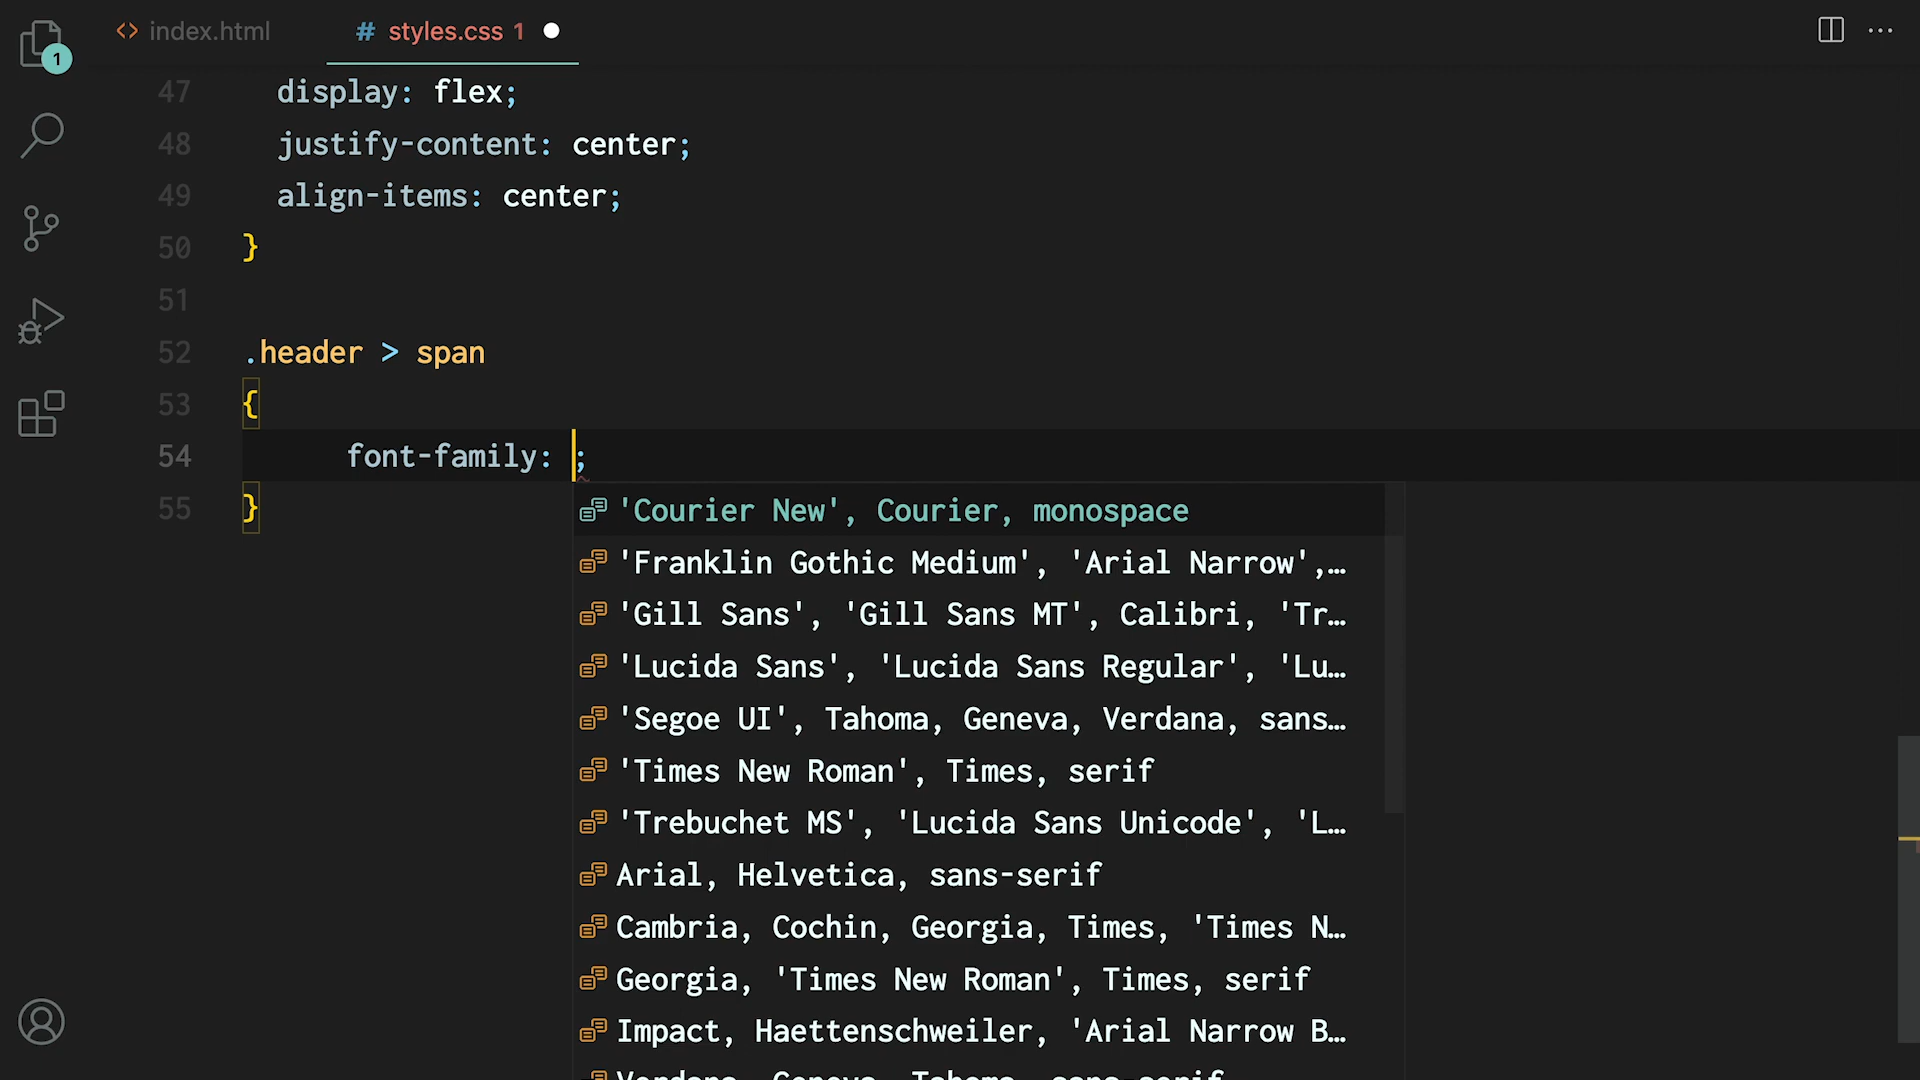 1
<> index.html # styles.css 1
47 display: flex;
48 justify-content: center;
49 align-items: center;
50 }
51
52 .header > span
53 {
54 font-family: ;
55 }
'Courier New', Courier, monospace
'Franklin Gothic Medium', 'Arial Narrow',…
'Gill Sans', 'Gill Sans MT', Calibri, 'Tr…
'Lucida Sans', 'Lucida Sans Regular', 'Lu…
'Segoe UI', Tahoma, Geneva, Verdana, sans…
'Times New Roman', Times, serif
'Trebuchet MS', 'Lucida Sans Unicode', 'L…
Arial, Helvetica, sans-serif
Cambria, Cochin, Georgia, Times, 'Times N…
Georgia, 'Times New Roman', Times, serif
Impact, Haettenschweiler, 'Arial Narrow B…
Verdana, Geneva, Tahoma, sans-serif